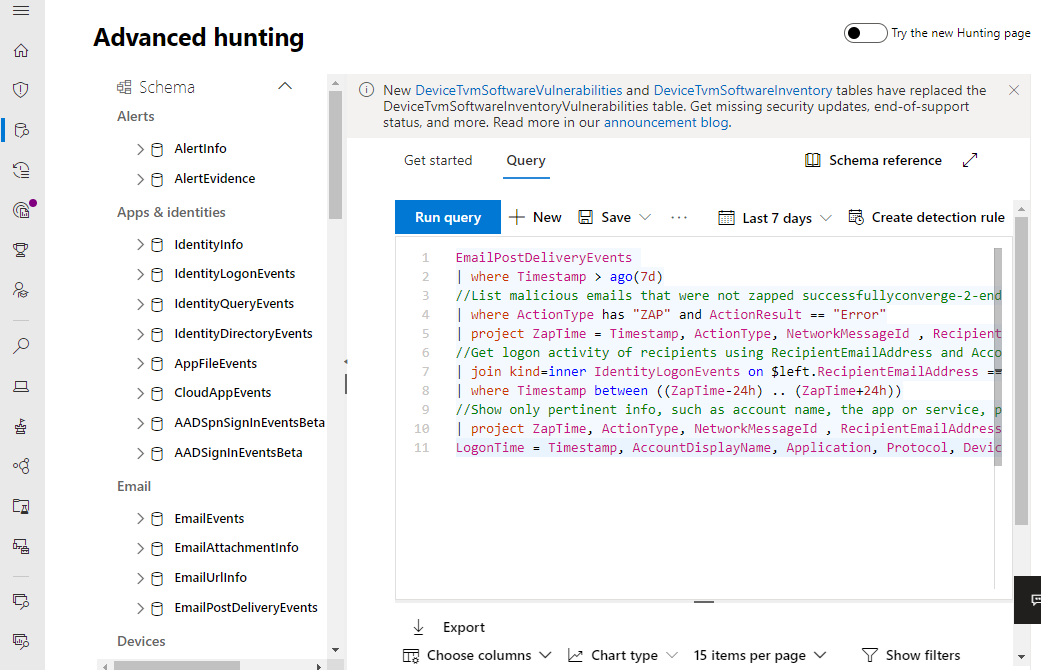 Advanced hunting
Try the new Hunting page
Schema
Alerts
AlertInfo
AlertEvidence
Apps & identities
IdentityInfo
IdentityLogonEvents
IdentityQueryEvents
IdentityDirectoryEvents
AppFileEvents
CloudAppEvents
AADSpnSignInEventsBeta
AADSignInEventsBeta
Email
EmailEvents
EmailAttachmentInfo
EmailUrlInfo
EmailPostDeliveryEvents
Devices
New DeviceTvmSoftwareVulnerabilities and DeviceTvmSoftwareInventory tables have replaced the
DeviceTvmSoftwareInventoryVulnerabilities table. Get missing security updates, end-of-support
status, and more. Read more in our announcement blog.
Get started Query Schema reference
Run query New Save ··· Last 7 days Create detection rule
1 EmailPostDeliveryEvents
2 | where Timestamp > ago(7d)
3 //List malicious emails that were not zapped successfullyconverge-2-end
4 | where ActionType has "ZAP" and ActionResult == "Error"
5 | project ZapTime = Timestamp, ActionType, NetworkMessageId , Recipient
6 //Get logon activity of recipients using RecipientEmailAddress and Acco
7 | join kind=inner IdentityLogonEvents on $left.RecipientEmailAddress ==
8 | where Timestamp between ((ZapTime-24h) .. (ZapTime+24h))
9 //Show only pertinent info, such as account name, the app or service, p
10 | project ZapTime, ActionType, NetworkMessageId , RecipientEmailAddress
11 LogonTime = Timestamp, AccountDisplayName, Application, Protocol, Devic
Export
Choose columns Chart type 15 items per page Show filters